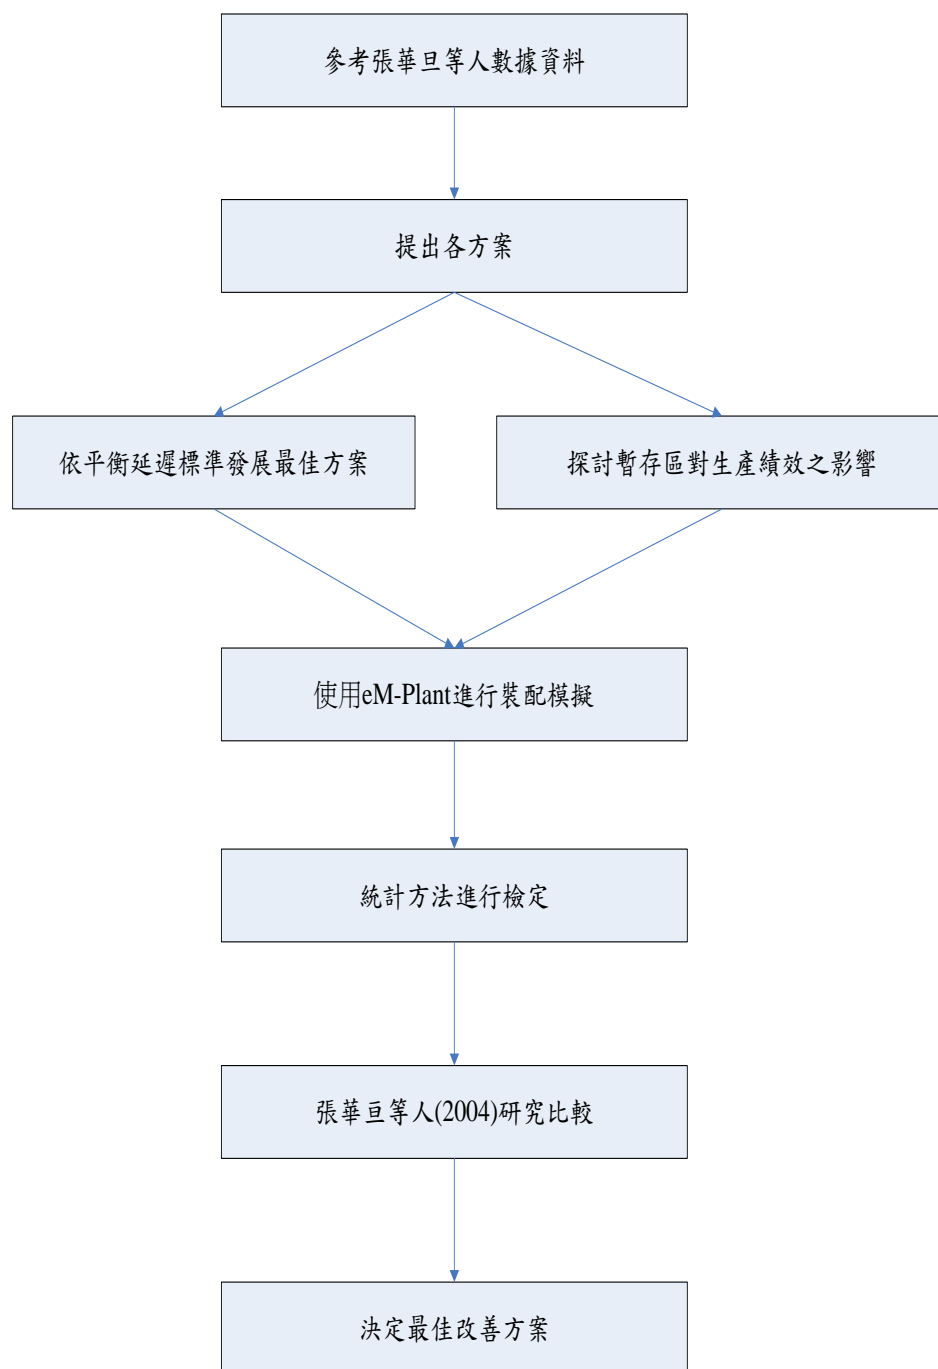 參考張華旦等人數據資料
提出各方案
依平衡延遲標準發展最佳方案
探討暫存區對生產績效之影響
使用eM-Plant進行裝配模擬
統計方法進行檢定
張華亘等人(2004)研究比較
決定最佳改善方案